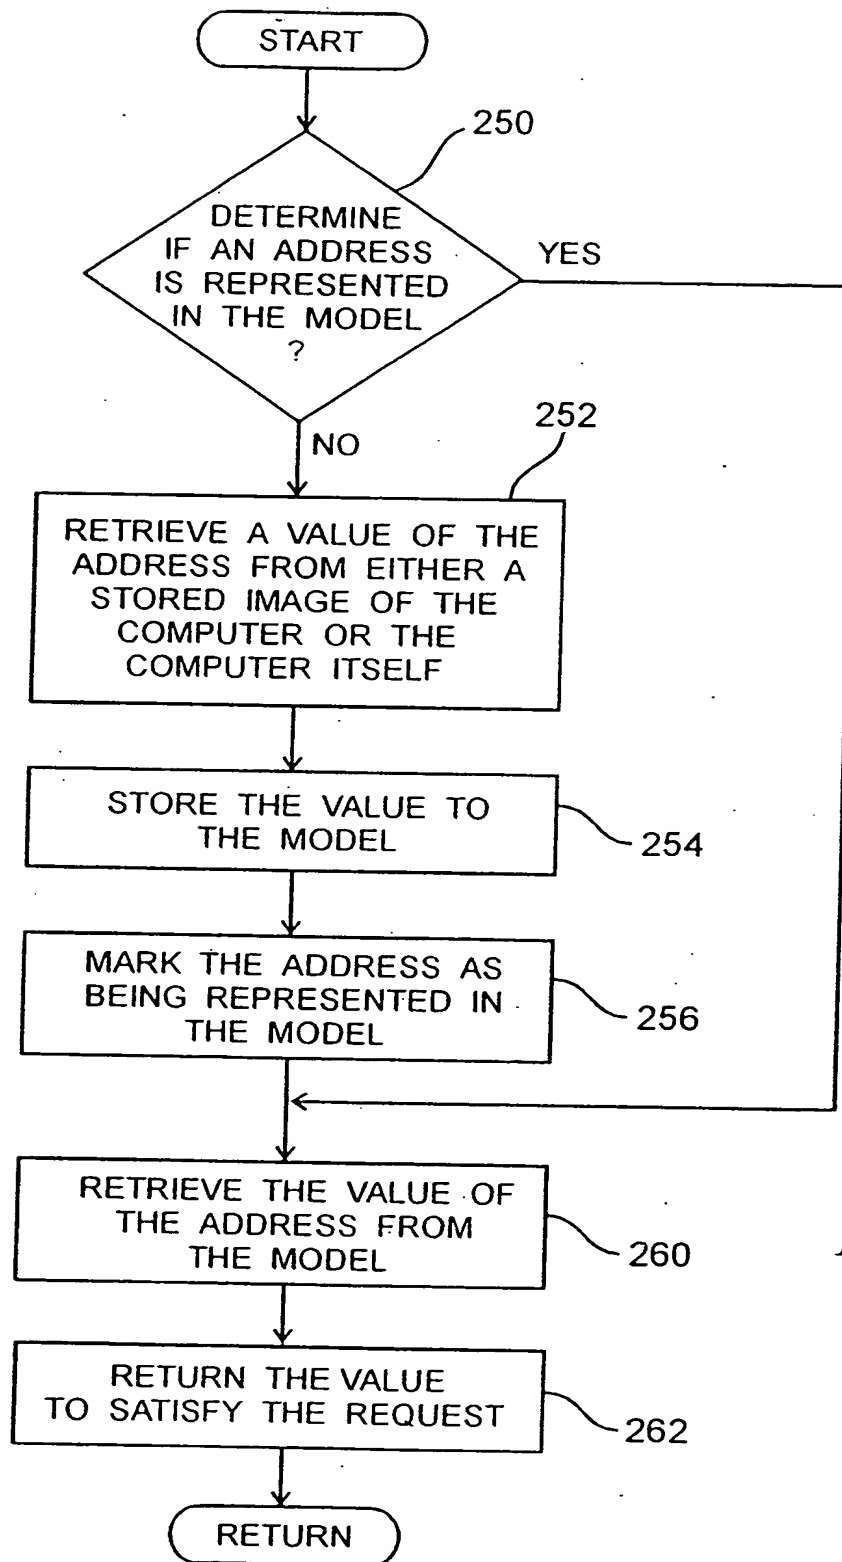 START
250
DETERMINE
IF AN ADDRESS
IS REPRESENTED
IN THE MODEL
?
YES
NO
252
RETRIEVE A VALUE OF THE
ADDRESS FROM EITHER A
STORED IMAGE OF THE
COMPUTER OR THE
COMPUTER ITSELF
STORE THE VALUE TO
THE MODEL
254
MARK THE ADDRESS AS
BEING REPRESENTED IN
THE MODEL
256
RETRIEVE THE VALUE OF
THE ADDRESS FROM
THE MODEL
260
RETURN THE VALUE
TO SATISFY THE REQUEST
262
RETURN